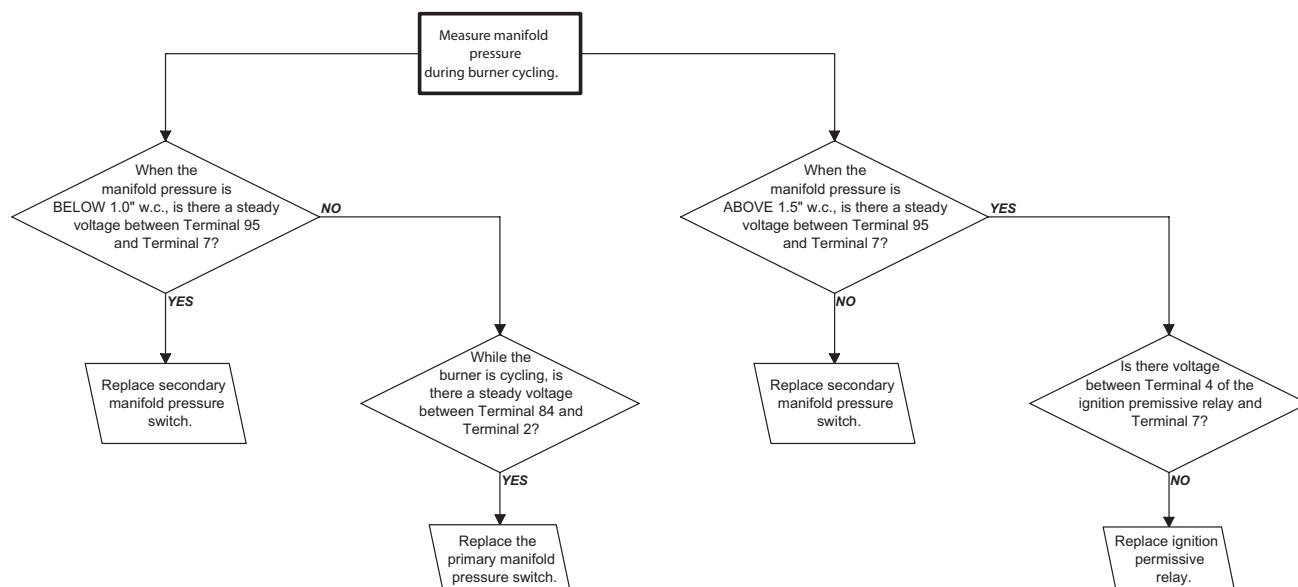 Measure manifold
pressure
during burner cycling.
When the
manifold pressure is
BELOW 1.0" w.c., is there a steady
voltage between Terminal 95
and Terminal 7?
NO
YES
Replace secondary
manifold pressure
switch.
While the
burner is cycling, is
there a steady voltage
between Terminal 84 and
Terminal 2?
YES
Replace the
primary manifold
pressure switch.
When the
manifold pressure is
ABOVE 1.5" w.c., is there a steady
voltage between Terminal 95
and Terminal 7?
YES
NO
Replace secondary
manifold pressure
switch.
Is there voltage
between Terminal 4 of the
ignition premissive relay and
Terminal 7?
NO
Replace ignition
permissive
relay.